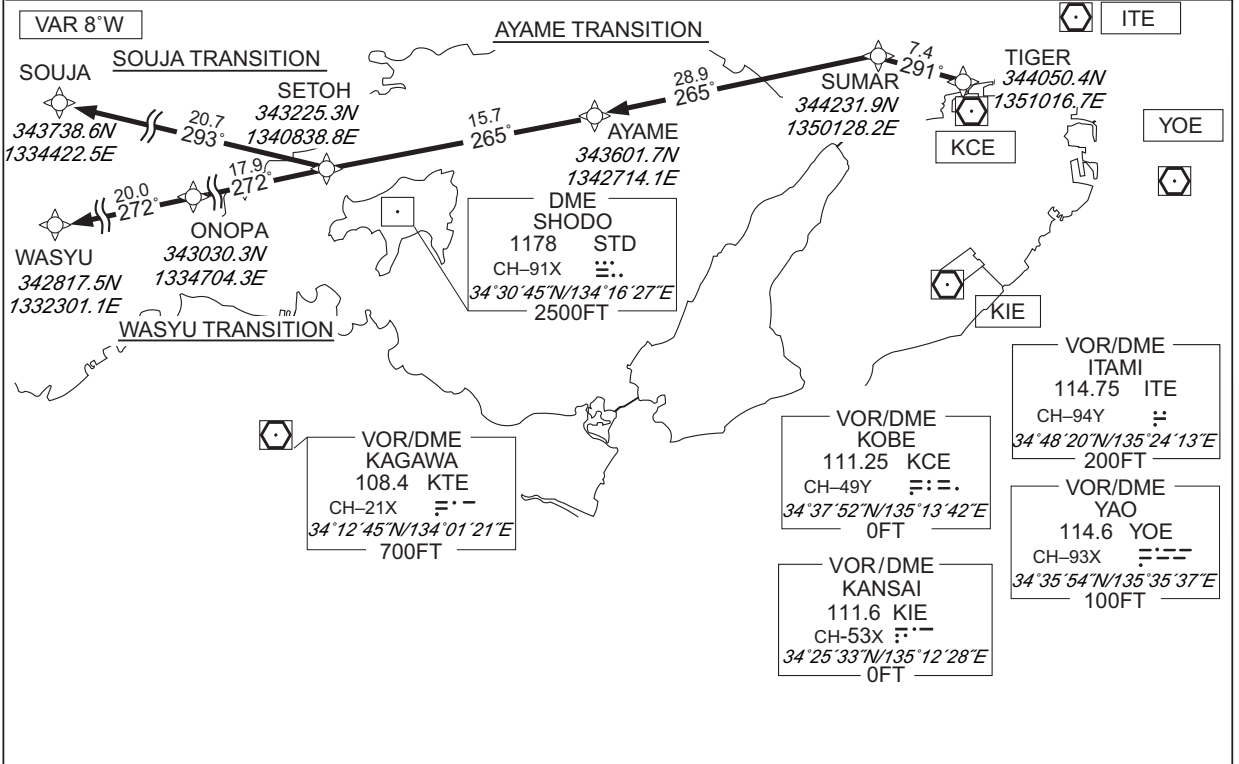 VAR 8°W
ITE
AYAME TRANSITION
SOUJA TRANSITION
SOUJA
343738.6N
1334422.5E
20.7
293°
SETOH
343225.3N
1340838.8E
15.7
265°
28.9
265°
SUMAR
344231.9N
1350128.2E
7.4
291°
TIGER
344050.4N
1351016.7E
KCE
YOE
AYAME
343601.7N
1342714.1E
17.9
272°
20.0
272°
ONOPA
343030.3N
1334704.3E
WASYU
342817.5N
1332301.1E
WASYU TRANSITION
DME
SHODO
1178 STD
CH–91X
34°30´45˝N/134°16´27˝E
2500FT
KIE
VOR/DME
ITAMI
114.75 ITE
CH–94Y
34°48´20˝N/135°24´13˝E
200FT
VOR/DME
KAGAWA
108.4 KTE
CH–21X
34°12´45˝N/134°01´21˝E
700FT
VOR/DME
KOBE
111.25 KCE
CH–49Y
34°37´52˝N/135°13´42˝E
0FT
VOR/DME
YAO
114.6 YOE
CH–93X
34°35´54˝N/135°35´37˝E
100FT
VOR/DME
KANSAI
111.6 KIE
CH-53X
34°25´33˝N/135°12´28˝E
0FT